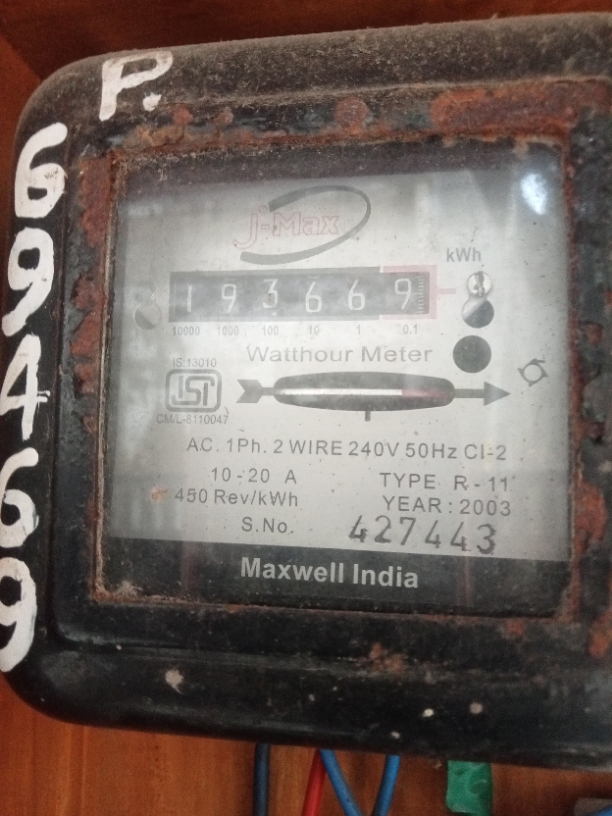 P.
69469
J-Max
kWh
193669
10000 1000 100 10 1 0.1
Watthour Meter
IS:13010
ISI
CM/L-8110047
AC. 1Ph. 2 WIRE 240V 50Hz Cl-2
10-20 A TYPE R-11
450 Rev/kWh YEAR: 2003
S.No. 427443
Maxwell India